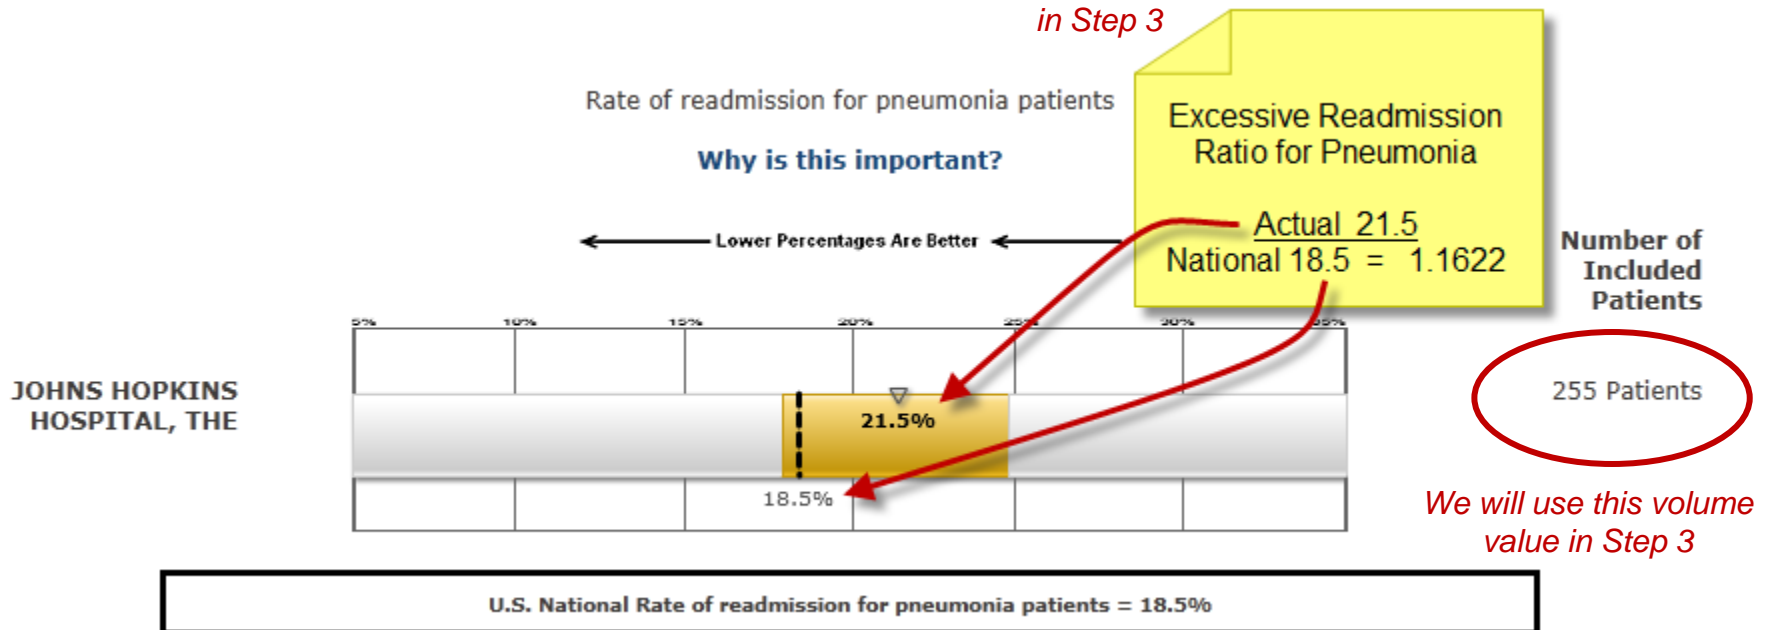 in Step 3
Rate of readmission for pneumonia patients
Why is this important?
Lower Percentages Are Better
Excessive Readmission
Ratio for Pneumonia
Actual 21.5
National 18.5 = 1.1622
Number of
Included
Patients
5% 10% 15% 20% 25% 30% 35%
JOHNS HOPKINS
HOSPITAL, THE
21.5%
18.5%
255 Patients
We will use this volume
value in Step 3
U.S. National Rate of readmission for pneumonia patients = 18.5%